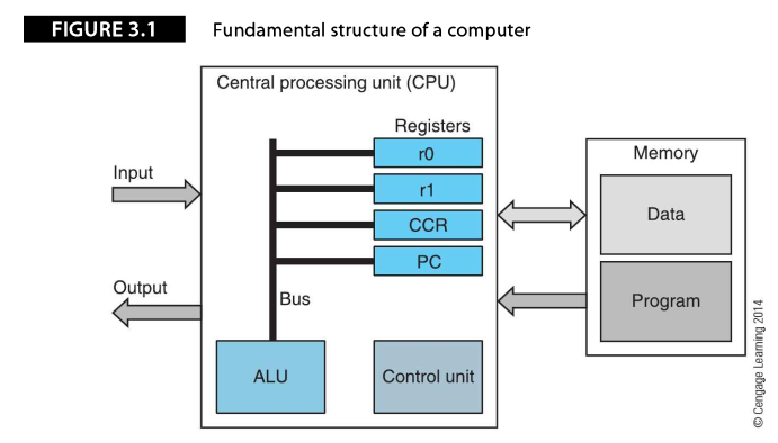 FIGURE 3.1
Fundamental structure of a computer
Central processing unit (CPU)
Registers
r0
r1
CCR
PC
Input
Output
Bus
ALU
Control unit
Memory
Data
Program
© Cengage Learning 2014